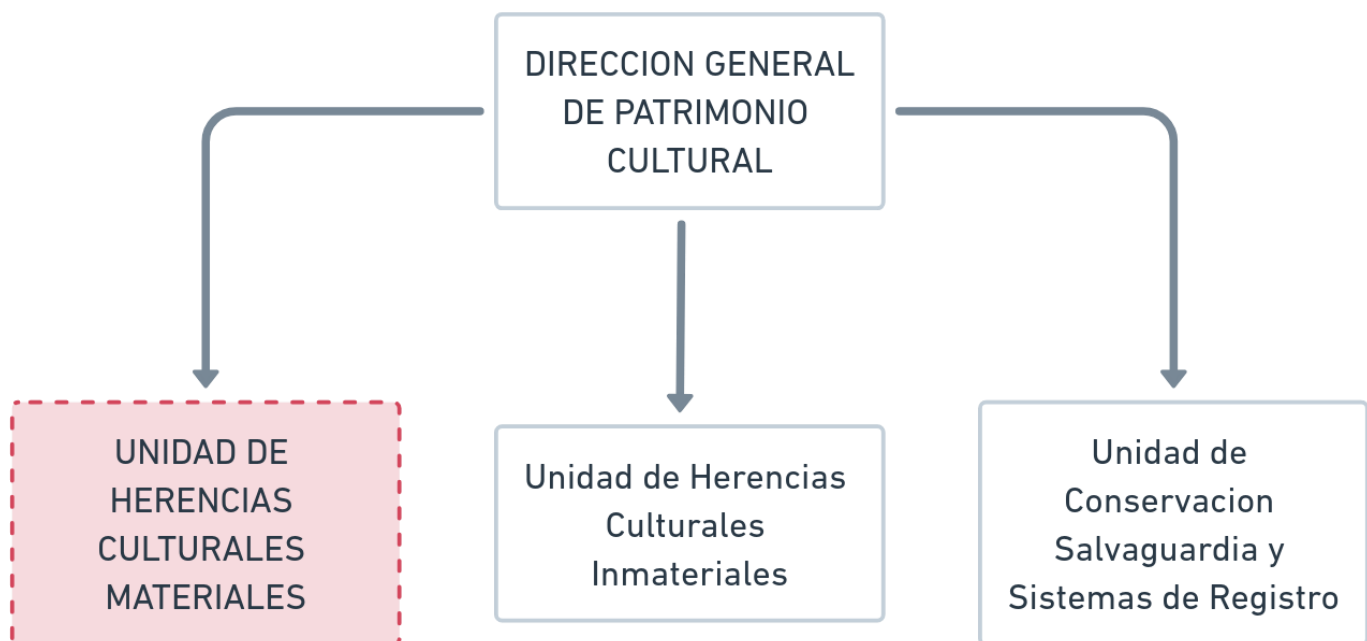 DIRECCION GENERAL
DE PATRIMONIO
CULTURAL
UNIDAD DE
HERENCIAS
CULTURALES
MATERIALES
Unidad de Herencias
Culturales
Inmateriales
Unidad de
Conservacion
Salvaguardia y
Sistemas de Registro